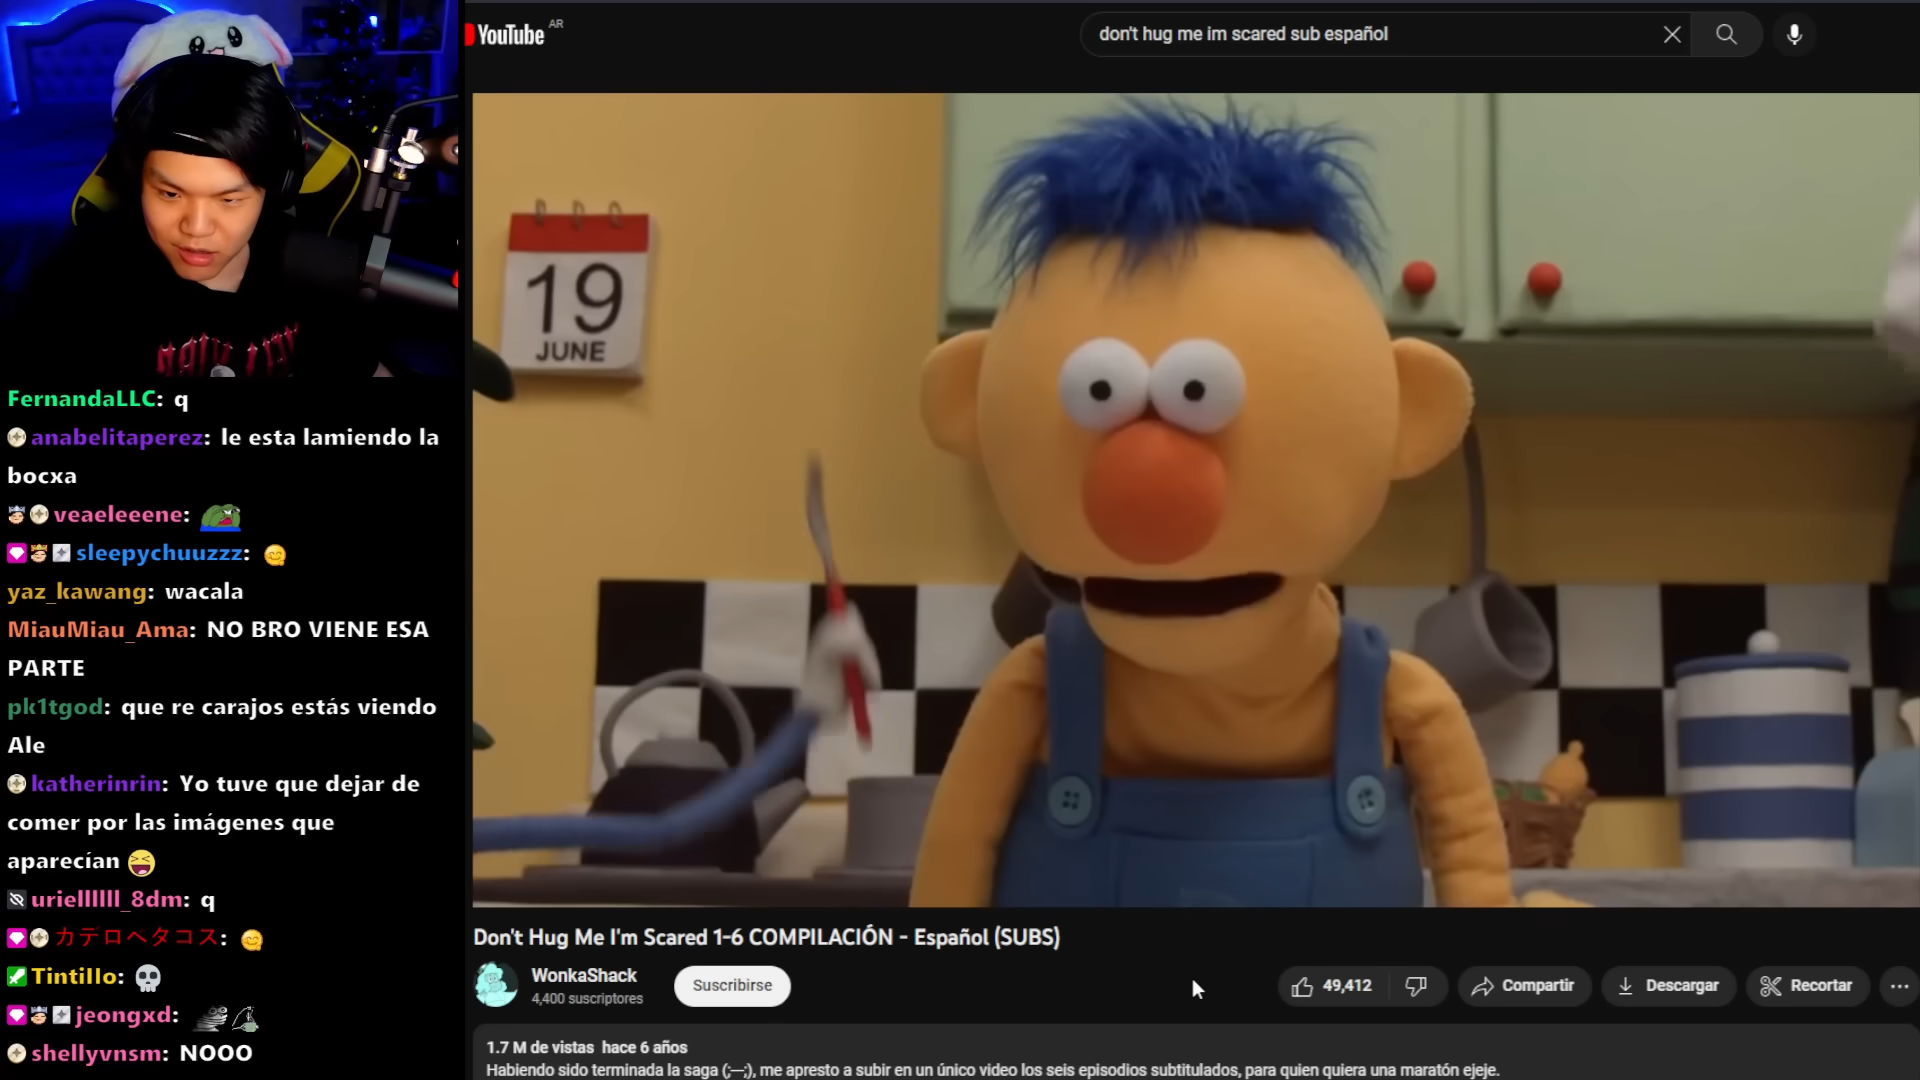 YouTube AR
don't hug me im scared sub español
19
JUNE
FernandaLLC: q
anabelitaperez: le esta lamiendo la
bocxa
veaeleeene:
sleepychuuzzz: 🤗
yaz_kawang: wacala
MiauMiau_Ama: NO BRO VIENE ESA
PARTE
pk1tgod: que re carajos estás viendo
Ale
katherinrin: Yo tuve que dejar de
comer por las imágenes que
aparecían 😆
uriellllll_8dm: q
カデロヘタコス: 🤗
Tintillo: 💀
jeongxd:
shellyvnsm: NOOO
Don't Hug Me I'm Scared 1-6 COMPILACIÓN - Español (SUBS)
WonkaShack
4,400 suscriptores
Suscribirse
49,412
Compartir
Descargar
Recortar
1.7 M de vistas hace 6 años
Habiendo sido terminada la saga (;—;), me apresto a subir en un único video los seis episodios subtitulados, para quien quiera una maratón ejeje.